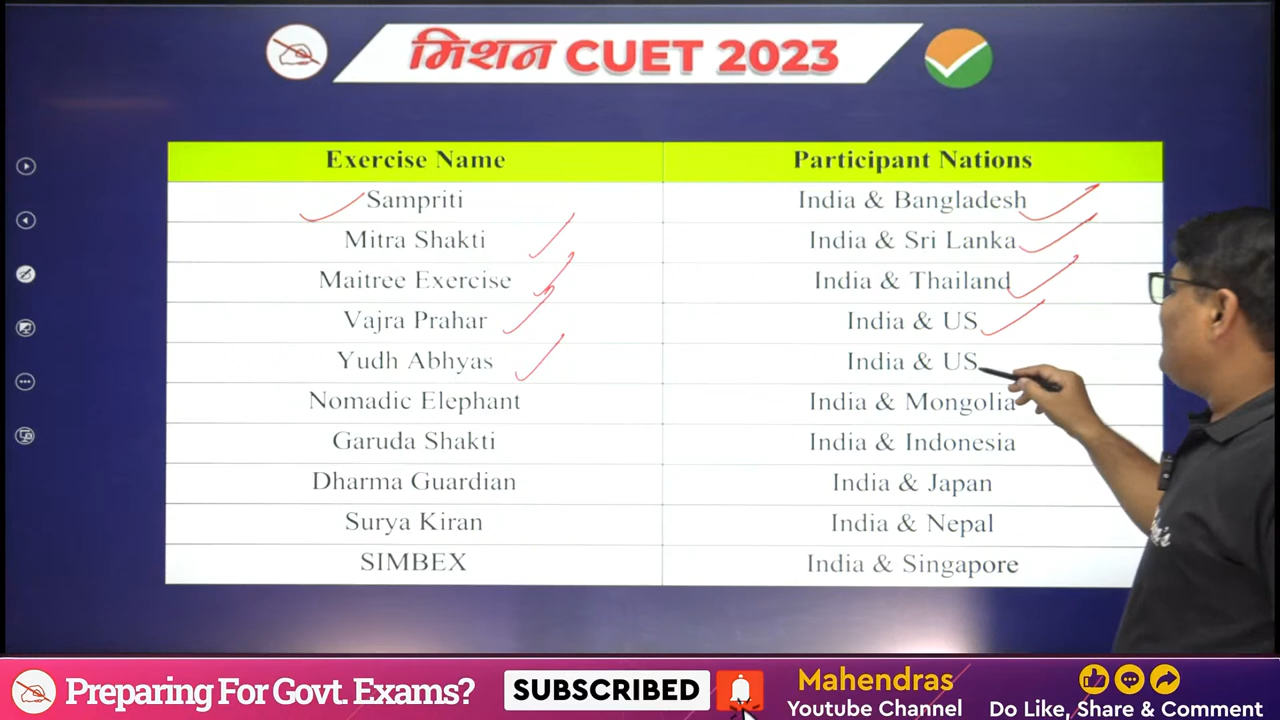 मिशन CUET 2023
Exercise Name Participant Nations
Sampriti India & Bangladesh
Mitra Shakti India & Sri Lanka
Maitree Exercise India & Thailand
Vajra Prahar India & US
Yudh Abhyas India & US
Nomadic Elephant India & Mongolia
Garuda Shakti India & Indonesia
Dharma Guardian India & Japan
Surya Kiran India & Nepal
SIMBEX India & Singapore
Preparing For Govt. Exams? SUBSCRIBED Mahendras
Youtube Channel Do Like, Share & Comment